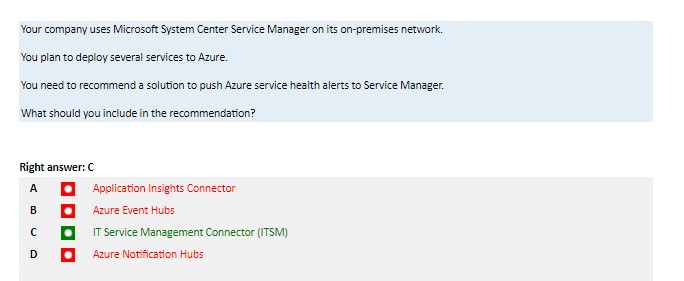 Your company uses Microsoft System Center Service Manager on its on-premises network.
You plan to deploy several services to Azure.
You need to recommend a solution to push Azure service health alerts to Service Manager.
What should you include in the recommendation?
Right answer: C
A Application Insights Connector
B Azure Event Hubs
C IT Service Management Connector (ITSM)
D Azure Notification Hubs